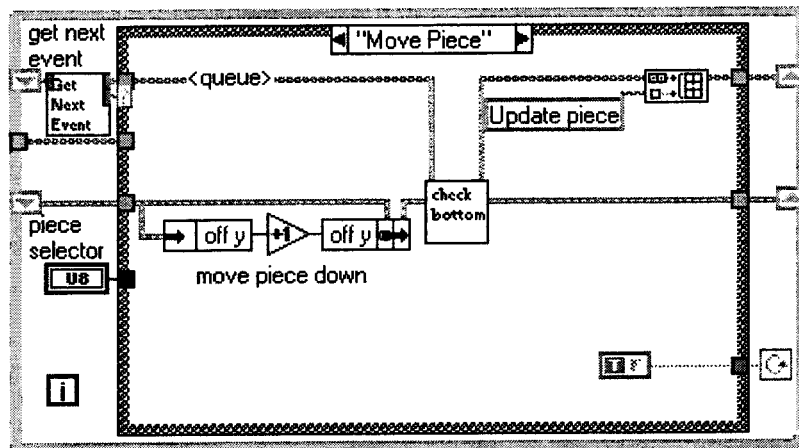 get next
event
"Move Piece"
Get
Next
Event
<queue>
Update piece
check
bottom
piece
selector
off y
+1
off y
move piece down
U8
T F
i